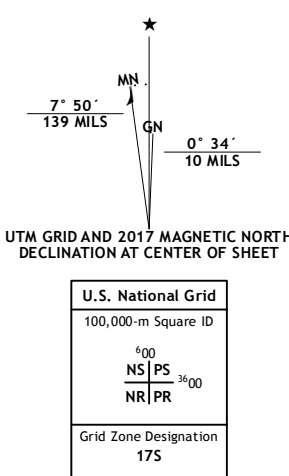 ★
MN
7° 50´
139 MILS
GN
0° 34´
10 MILS
UTM GRID AND 2017 MAGNETIC NORTH
DECLINATION AT CENTER OF SHEET
U.S. National Grid
100,000-m Square ID
⁶00
NS PS
³⁶00
NR PR
Grid Zone Designation
17S